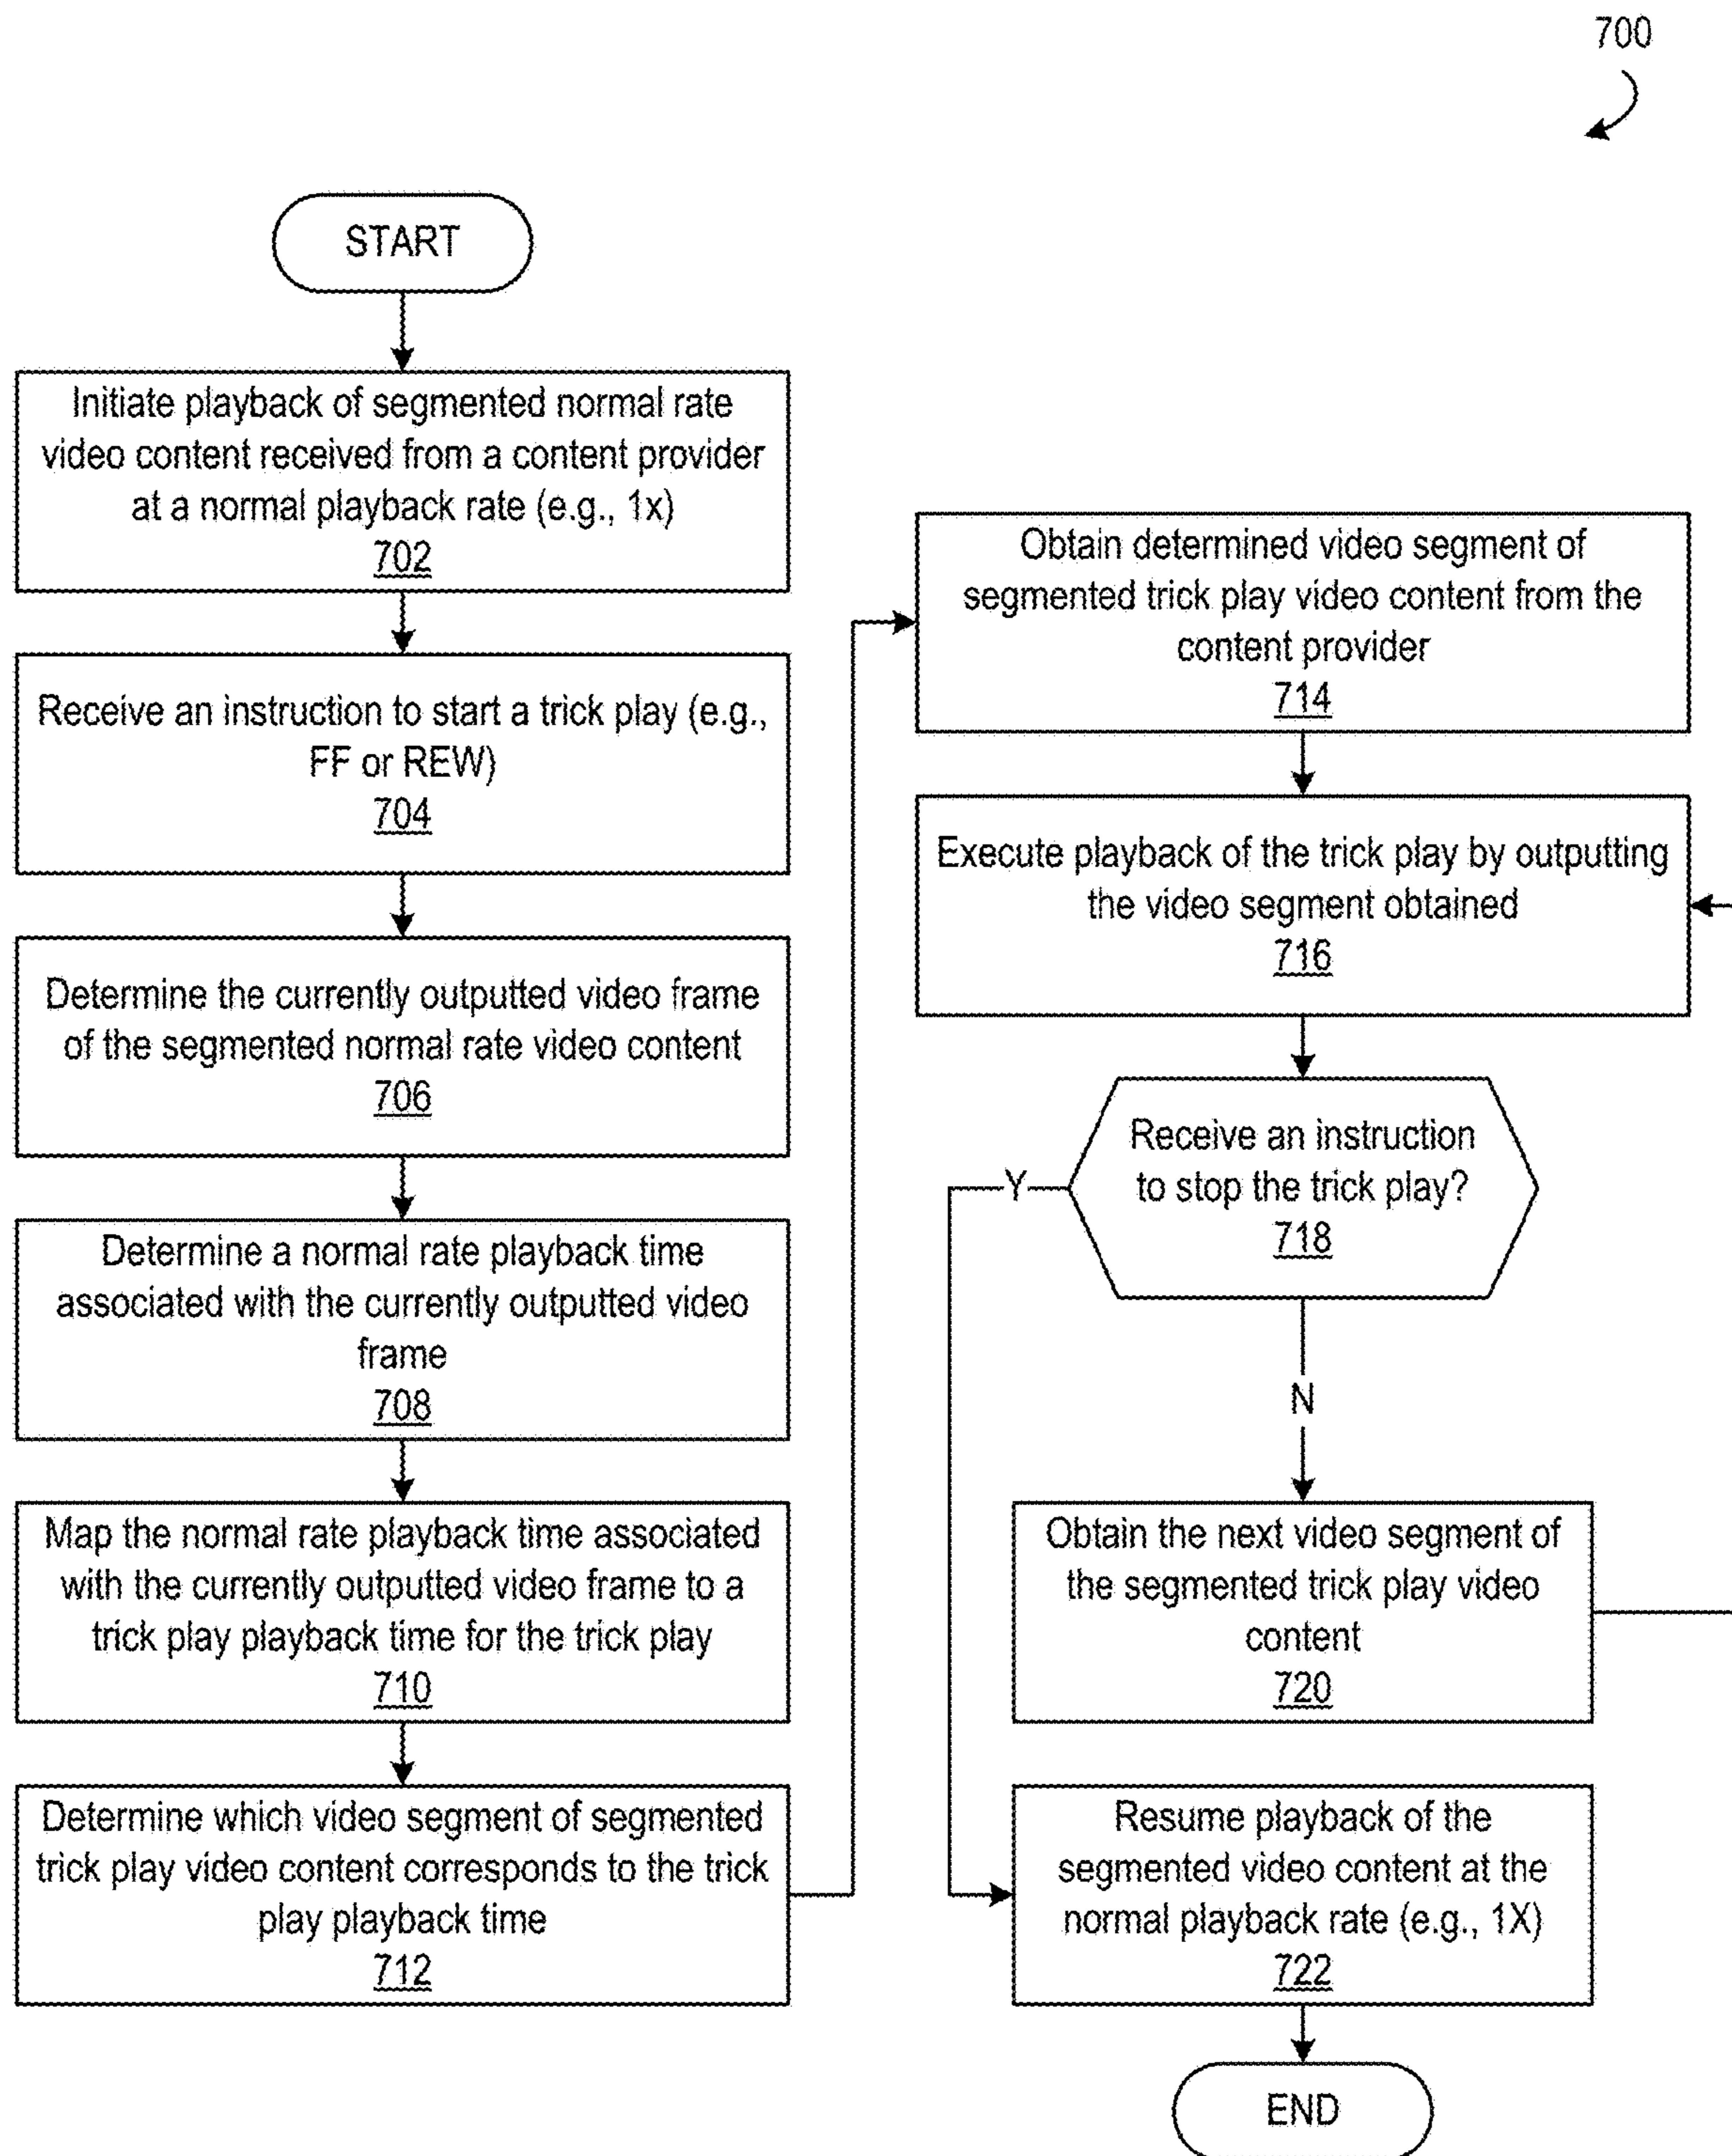 700
START
Initiate playback of segmented normal rate
video content received from a content provider
at a normal playback rate (e.g., 1x)
702
Receive an instruction to start a trick play (e.g.,
FF or REW)
704
Determine the currently outputted video frame
of the segmented normal rate video content
706
Determine a normal rate playback time
associated with the currently outputted video
frame
708
Map the normal rate playback time associated
with the currently outputted video frame to a
trick play playback time for the trick play
710
Determine which video segment of segmented
trick play video content corresponds to the trick
play playback time
712
Obtain determined video segment of
segmented trick play video content from the
content provider
714
Execute playback of the trick play by outputting
the video segment obtained
716
Receive an instruction
to stop the trick play?
718
Y
N
Obtain the next video segment of
the segmented trick play video
content
720
Resume playback of the
segmented video content at the
normal playback rate (e.g., 1X)
722
END